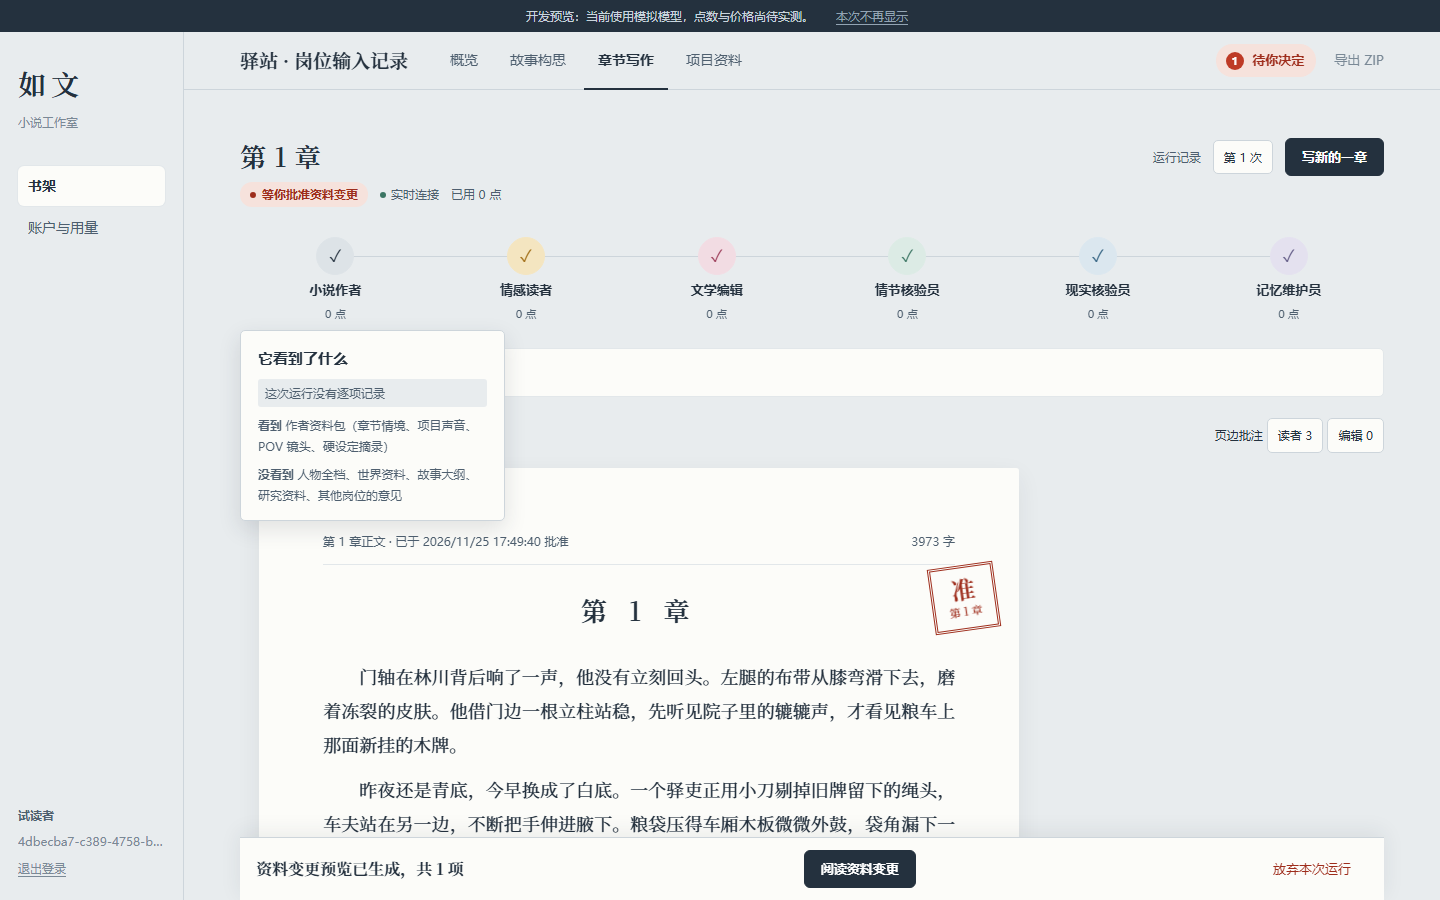 开发预览：当前使用模拟模型，点数与价格尚待实测。 本次不再显示
如文
小说工作室
书架
账户与用量
试读者
4dbecba7-c389-4758-b...
退出登录
驿站 · 岗位输入记录 概览 故事构思 章节写作 项目资料 1 待你决定 导出 ZIP
第 1 章
运行记录 第 1 次 写新的一章
等你批准资料变更 实时连接 已用 0 点
小说作者 情感读者 文学编辑 情节核验员 现实核验员 记忆维护员
0 点 0 点 0 点 0 点 0 点 0 点
它看到了什么
这次运行没有逐项记录
看到 作者资料包（章节情境、项目声音、
POV 镜头、硬设定摘录）
没看到 人物全档、世界资料、故事大纲、
研究资料、其他岗位的意见
页边批注 读者 3 编辑 0
第 1 章正文 · 已于 2026/11/25 17:49:40 批准 3973 字
准
第 1 章
第 1 章
门轴在林川背后响了一声，他没有立刻回头。左腿的布带从膝弯滑下去，磨
着冻裂的皮肤。他借门边一根立柱站稳，先听见院子里的辘辘声，才看见粮车上
那面新挂的木牌。
昨夜还是青底，今早换成了白底。一个驿吏正用小刀剔掉旧牌留下的绳头，
车夫站在另一边，不断把手伸进腋下。粮袋压得车厢木板微微外鼓，袋角漏下一
资料变更预览已生成，共 1 项 阅读资料变更 放弃本次运行